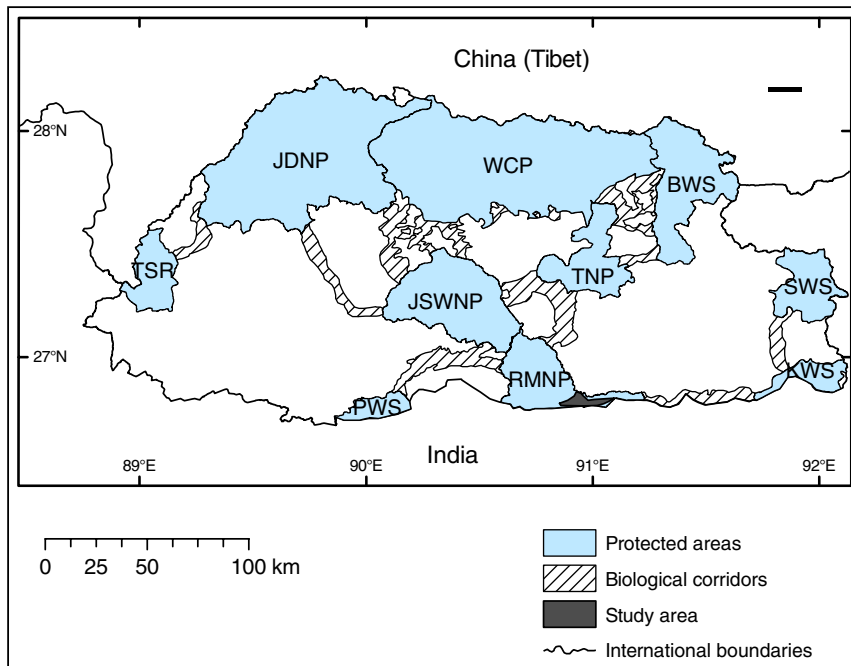 China (Tibet)
28°N
JDNP
WCP
BWS
TSR
TNP
SWS
JSWNP
27°N
RMNP
KWS
PWS
India
89°E
90°E
91°E
92°E
0 25 50 100 km
Protected areas
Biological corridors
Study area
International boundaries